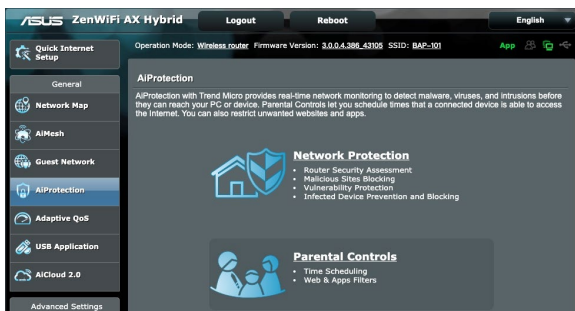 ASUS ZenWiFi AX Hybrid Logout Reboot English
Quick Internet Setup
Operation Mode: Wireless router Firmware Version: 3.0.0.4.386_43105 SSID: BAP-101 App
General
Network Map
AiMesh
Guest Network
AiProtection
Adaptive QoS
USB Application
AiCloud 2.0
Advanced Settings
AiProtection
AiProtection with Trend Micro provides real-time network monitoring to detect malware, viruses, and intrusions before
they can reach your PC or device. Parental Controls let you schedule times that a connected device is able to access
the Internet. You can also restrict unwanted websites and apps.
Network Protection
• Router Security Assessment
• Malicious Sites Blocking
• Vulnerability Protection
• Infected Device Prevention and Blocking
Parental Controls
• Time Scheduling
• Web & Apps Filters